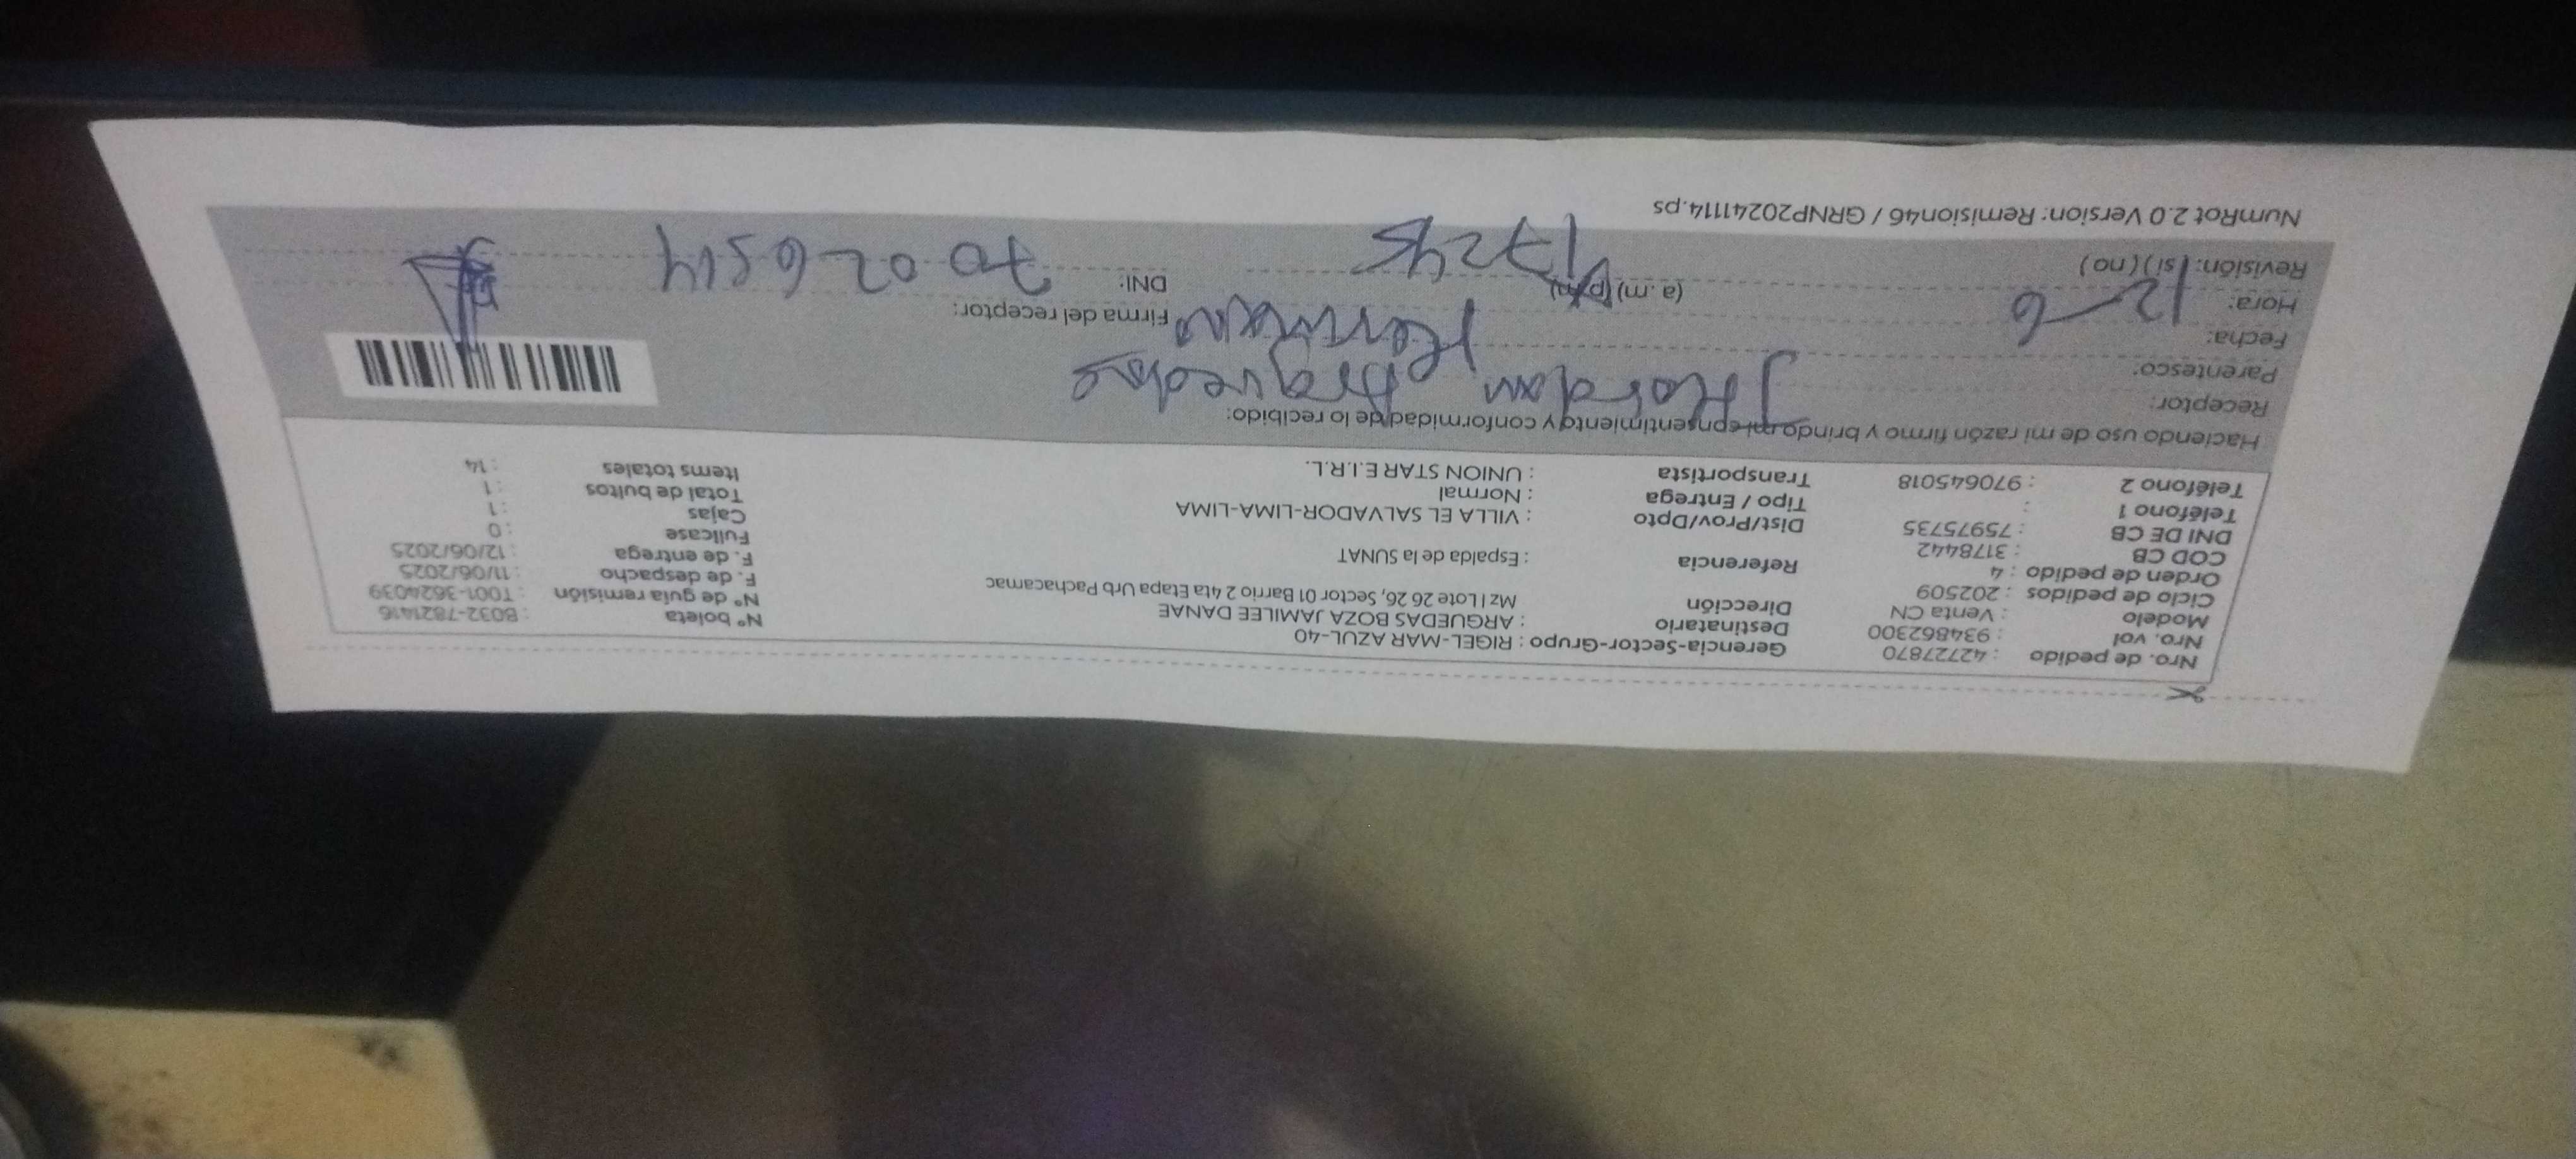 Nro. de pedido : 42727870 Gerencia-Sector-Grupo : RIGEL-MAR AZUL-40 N° boleta : B032-7821416
Nro. vol : 934862300 Destinatario : ARGUEDAS BOZA JAMILEE DANAE N° de guía remisión : T001-3624039
Modelo : Venta CN Dirección Mz I Lote 26 26, Sector 01 Barrio 2 4ta Etapa Urb Pachacamac F. de despacho : 11/06/2025
Ciclo de pedidos : 202509 Referencia : Espalda de la SUNAT F. de entrega : 12/06/2025
Orden de pedido : 4 Dist/Prov/Dpto : VILLA EL SALVADOR-LIMA-LIMA Fullcase : 0
COD CB : 3178442 Tipo / Entrega : Normal Cajas : 1
DNI DE CB : 75975735 Transportista : UNION STAR E.I.R.L. Total de bultos : 1
Teléfono 1 : Items totales : 14
Teléfono 2 : 970645018
Haciendo uso de mi razón firmo y brindo mi consentimiento y conformidad de lo recibido:
Receptor: Arguedas
Parentesco: Hermano
Fecha: 12-6 Firma del receptor:
Hora: (a.m) (p.m) DNI: 70026514
Revisión: (si) (no)
NumRot 2.0 Version: Remision46 / GRNP20241114.ps